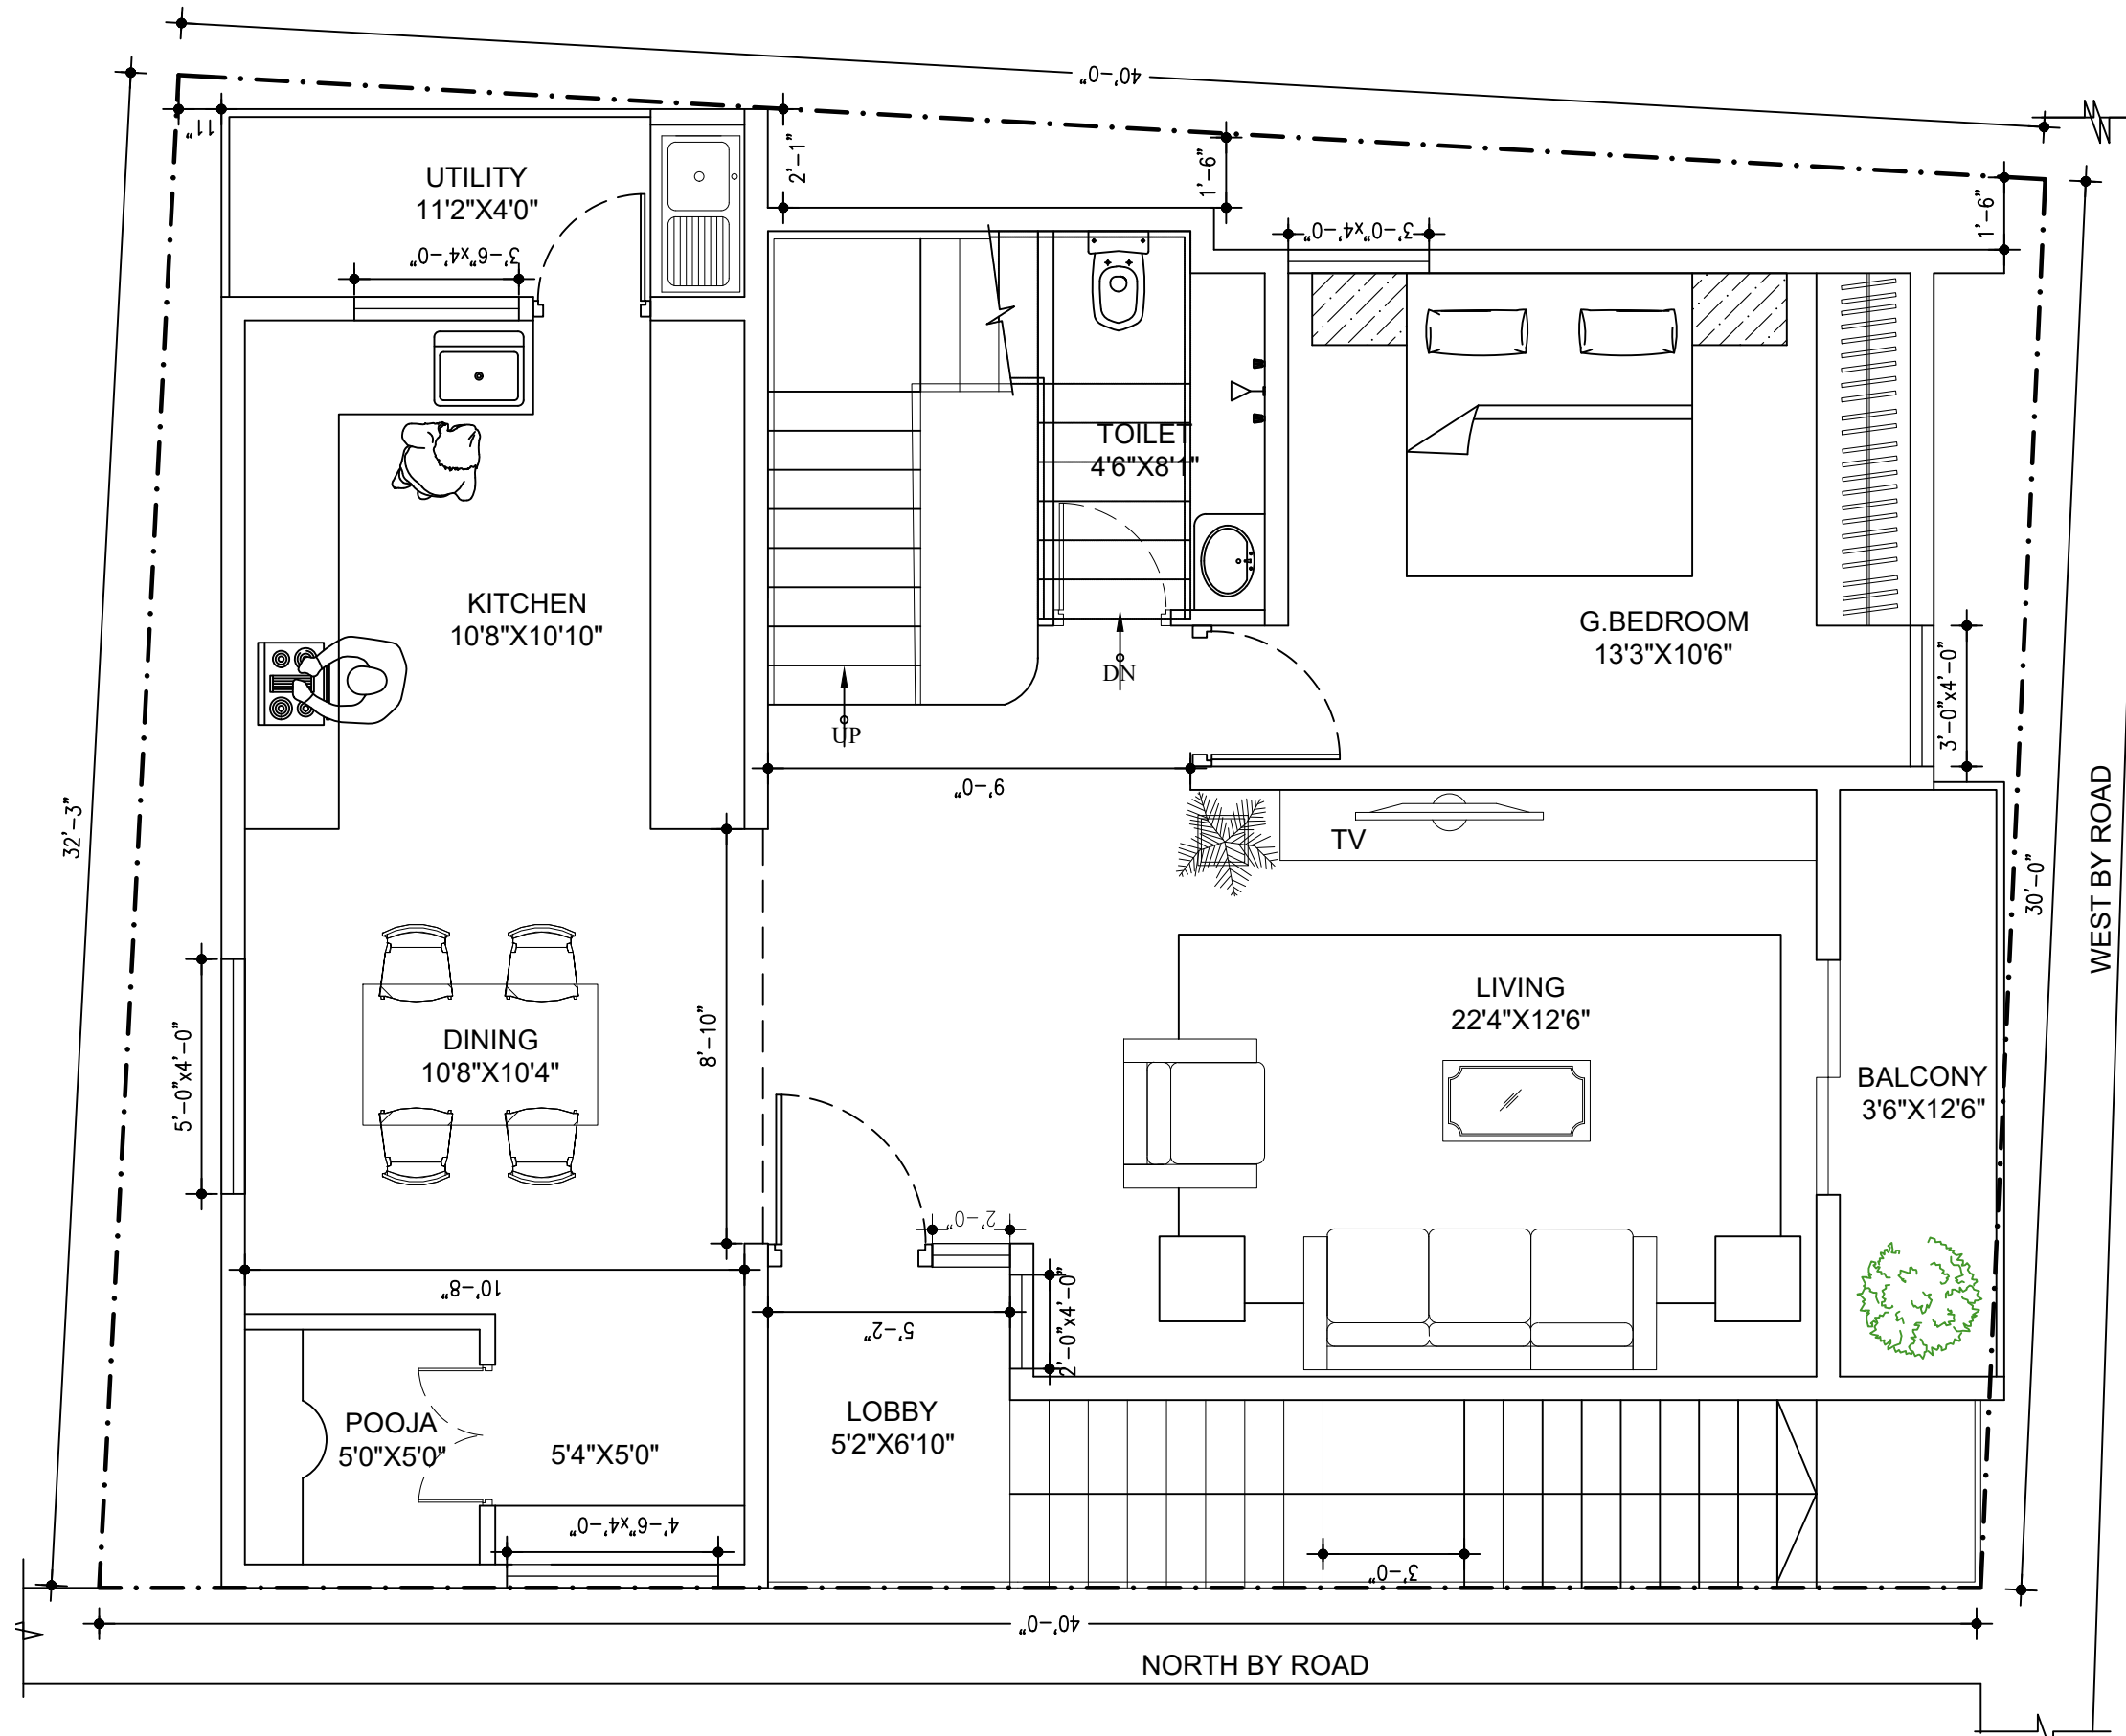 40'-0"
11"
2'-1"
1'-6"
1'-6"
UTILITY
11'2"X4'0"
3'-6"x4'-0"
3'-0"x4'-0"
TOILET
4'6"X8'1"
KITCHEN
10'8"X10'10"
G.BEDROOM
13'3"X10'6"
DN
UP
3'-0"x4'-0"
9'-0"
32'-3"
TV
30'-0"
WEST BY ROAD
LIVING
22'4"X12'6"
DINING
10'8"X10'4"
8'-10"
5'-0"x4'-0"
BALCONY
3'6"X12'6"
2'-0"
10'-8"
5'-2"
2'-0"x4'-0"
POOJA
5'0"X5'0"
5'4"X5'0"
LOBBY
5'2"X6'10"
4'-6"x4'-0"
3'-0"
40'-0"
NORTH BY ROAD